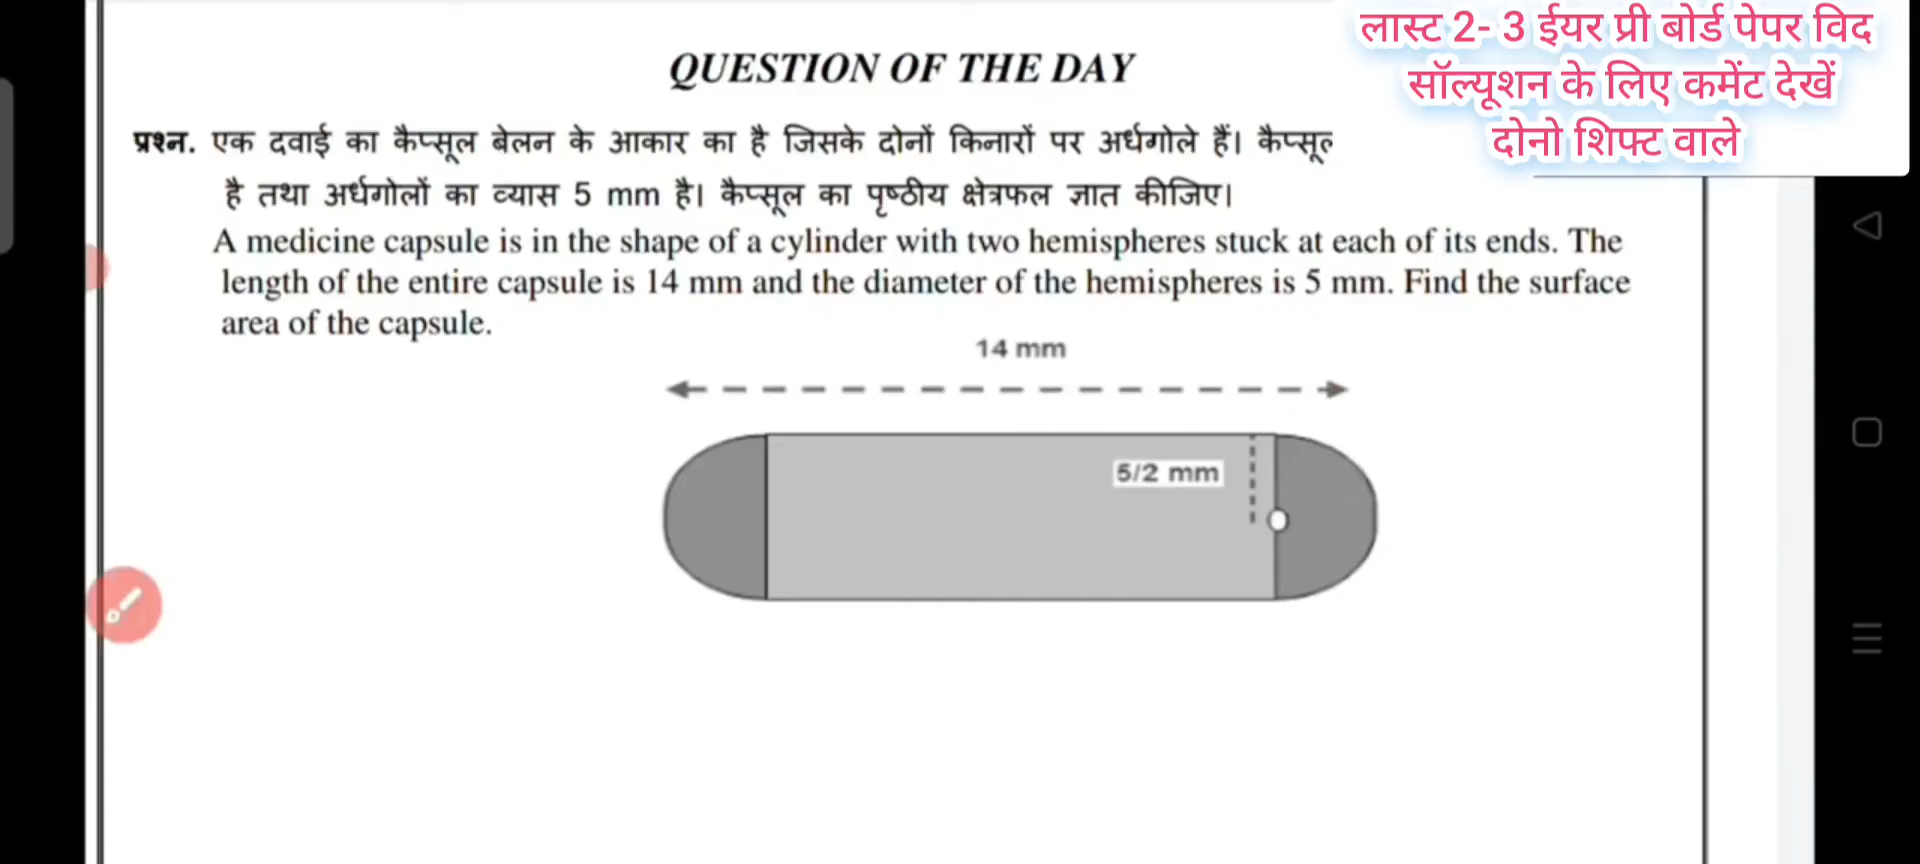 लास्ट 2- 3 ईयर प्री बोर्ड पेपर विद
सॉल्यूशन के लिए कमेंट देखें
दोनो शिफ्ट वाले
QUESTION OF THE DAY
प्रश्न. एक दवाई का कैप्सूल बेलन के आकार का है जिसके दोनों किनारों पर अर्धगोले हैं।
है तथा अर्धगोलों का व्यास 5 mm है। कैप्सूल का पृष्ठीय क्षेत्रफल ज्ञात कीजिए।
A medicine capsule is in the shape of a cylinder with two hemispheres stuck at each of its ends. The
length of the entire capsule is 14 mm and the diameter of the hemispheres is 5 mm. Find the surface
area of the capsule.
14 mm
5/2 mm